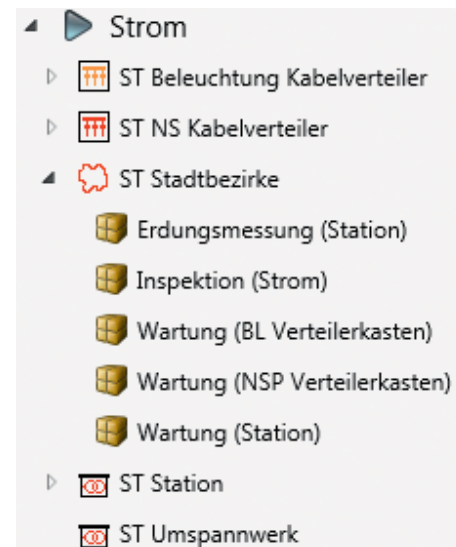 Strom
ST Beleuchtung Kabelverteiler
ST NS Kabelverteiler
ST Stadtbezirke
Erdungsmessung (Station)
Inspektion (Strom)
Wartung (BL Verteilerkasten)
Wartung (NSP Verteilerkasten)
Wartung (Station)
ST Station
ST Umspannwerk